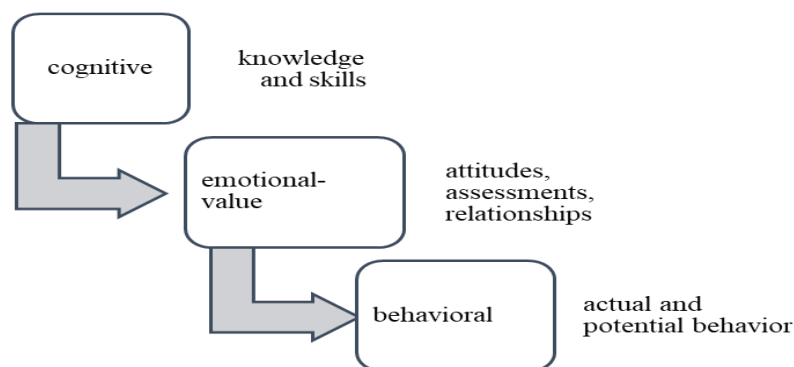 cognitive
knowledge
and skills
emotional-
value
attitudes,
assessments,
relationships
behavioral
actual and
potential behavior